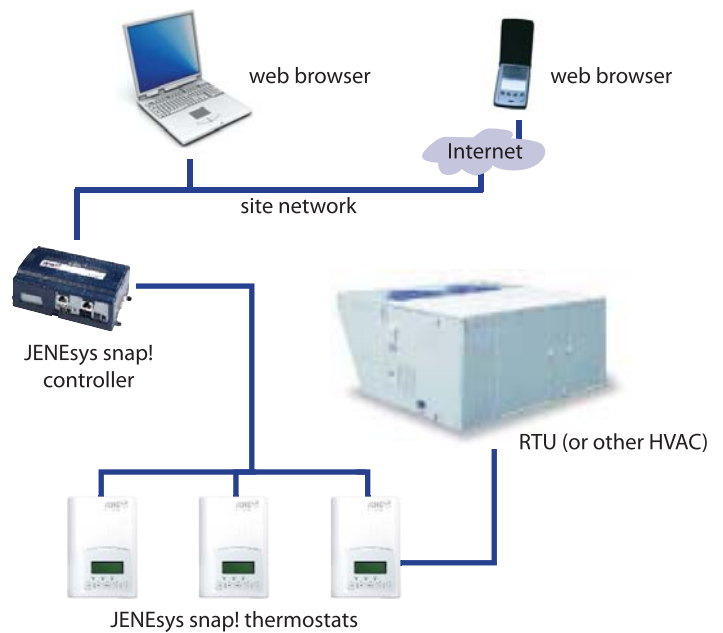 web browser
web browser
Internet
site network
JENEsys snap!
controller
RTU (or other HVAC)
JENEsys snap! thermostats